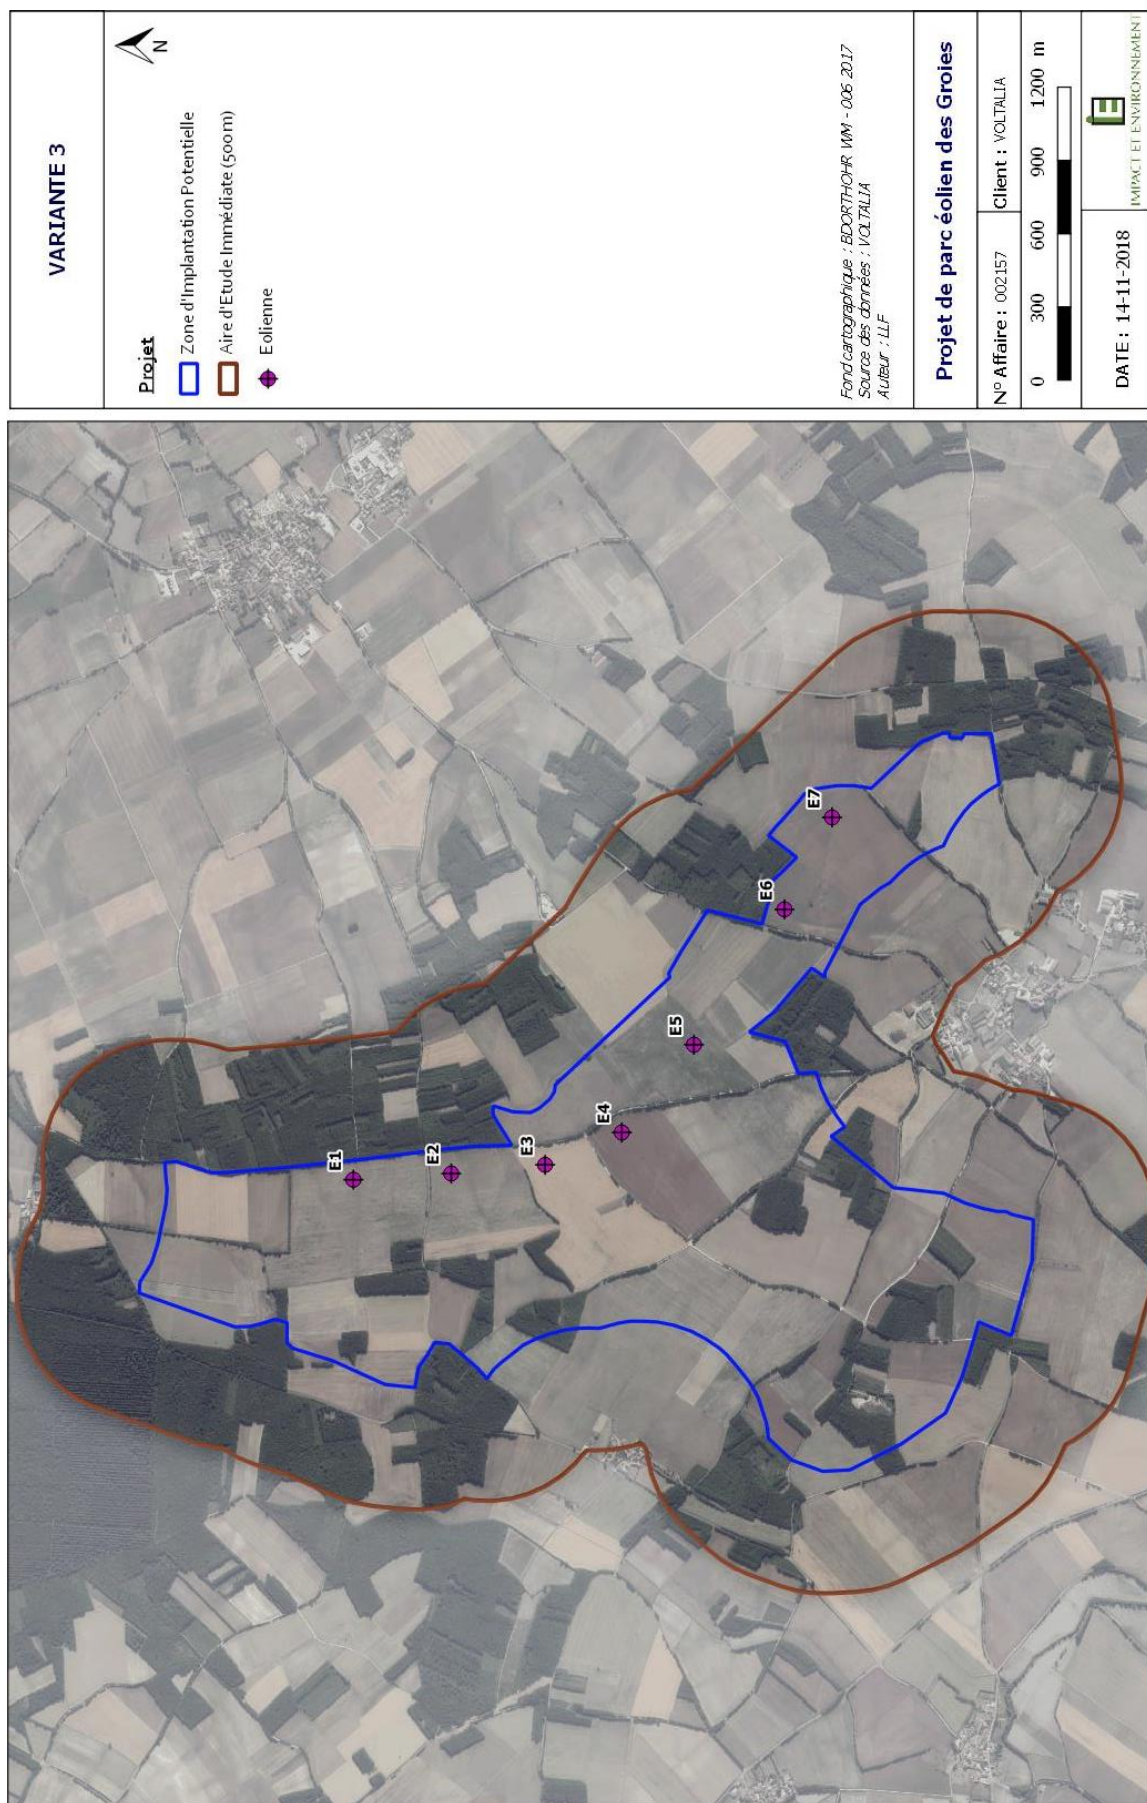 VARIANTE 3
N
Projet
Zone d'Implantation Potentielle
Aire d'Etude Immédiate (500m)
Eolienne
Fond cartographique : BDORTHOHR WM - 006 2017
Source des données : VOLTALIA
Auteur : LLF
Projet de parc éolien des Groies
N° Affaire : 002157
Client : VOLTALIA
0 300 600 900 1200 m
DATE : 14-11-2018
IMPACT ET ENVIRONNEMENT
E1
E2
E3
E4
E5
E6
E7